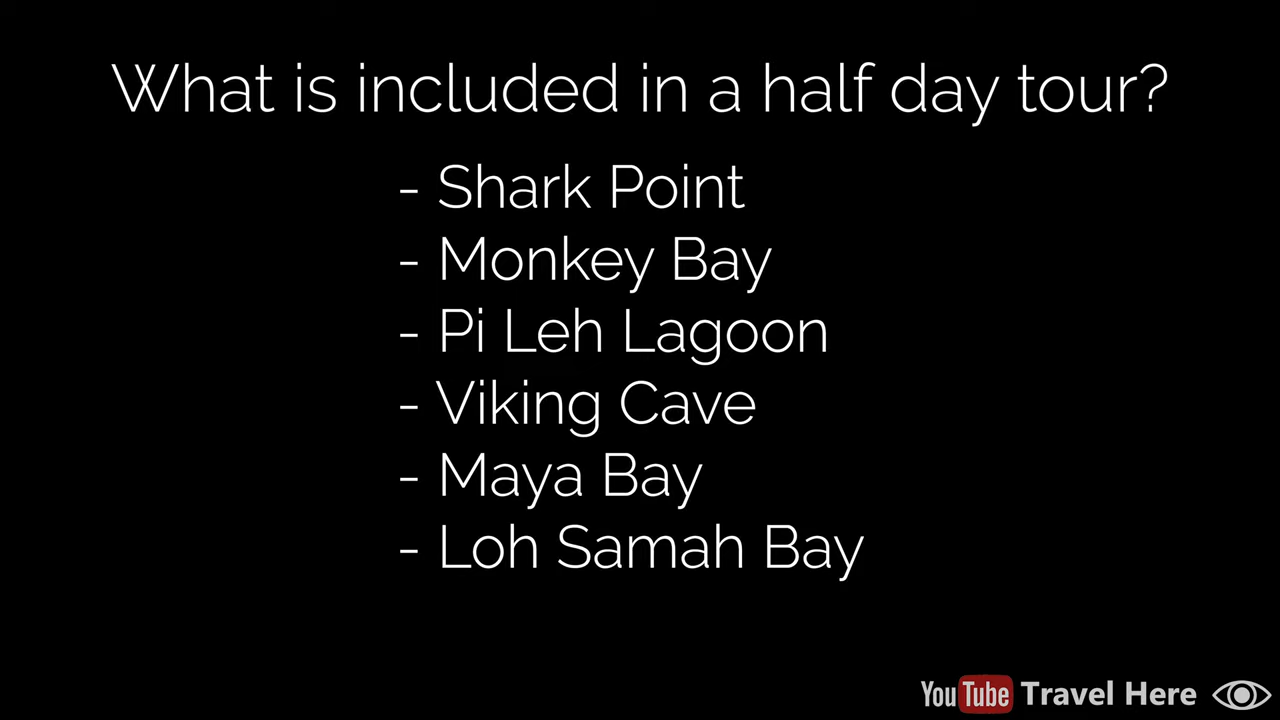 What is included in a half day tour?
- Shark Point
- Monkey Bay
- Pi Leh Lagoon
- Viking Cave
- Maya Bay
- Loh Samah Bay
YouTube Travel Here